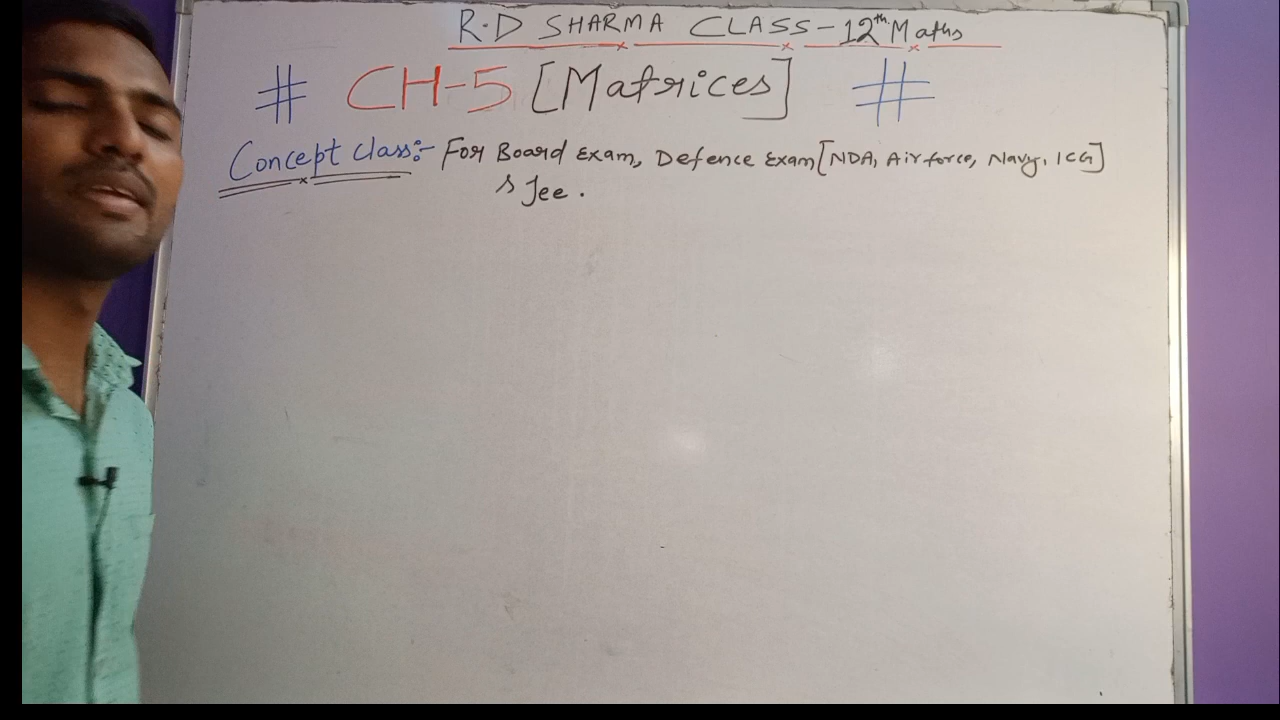 R.D SHARMA CLASS-12th Maths
# CH-5 [Matrices] #
Concept Class:- For Board Exam, Defence Exam [NDA, Airforce, Navy, ICG]
& Jee.